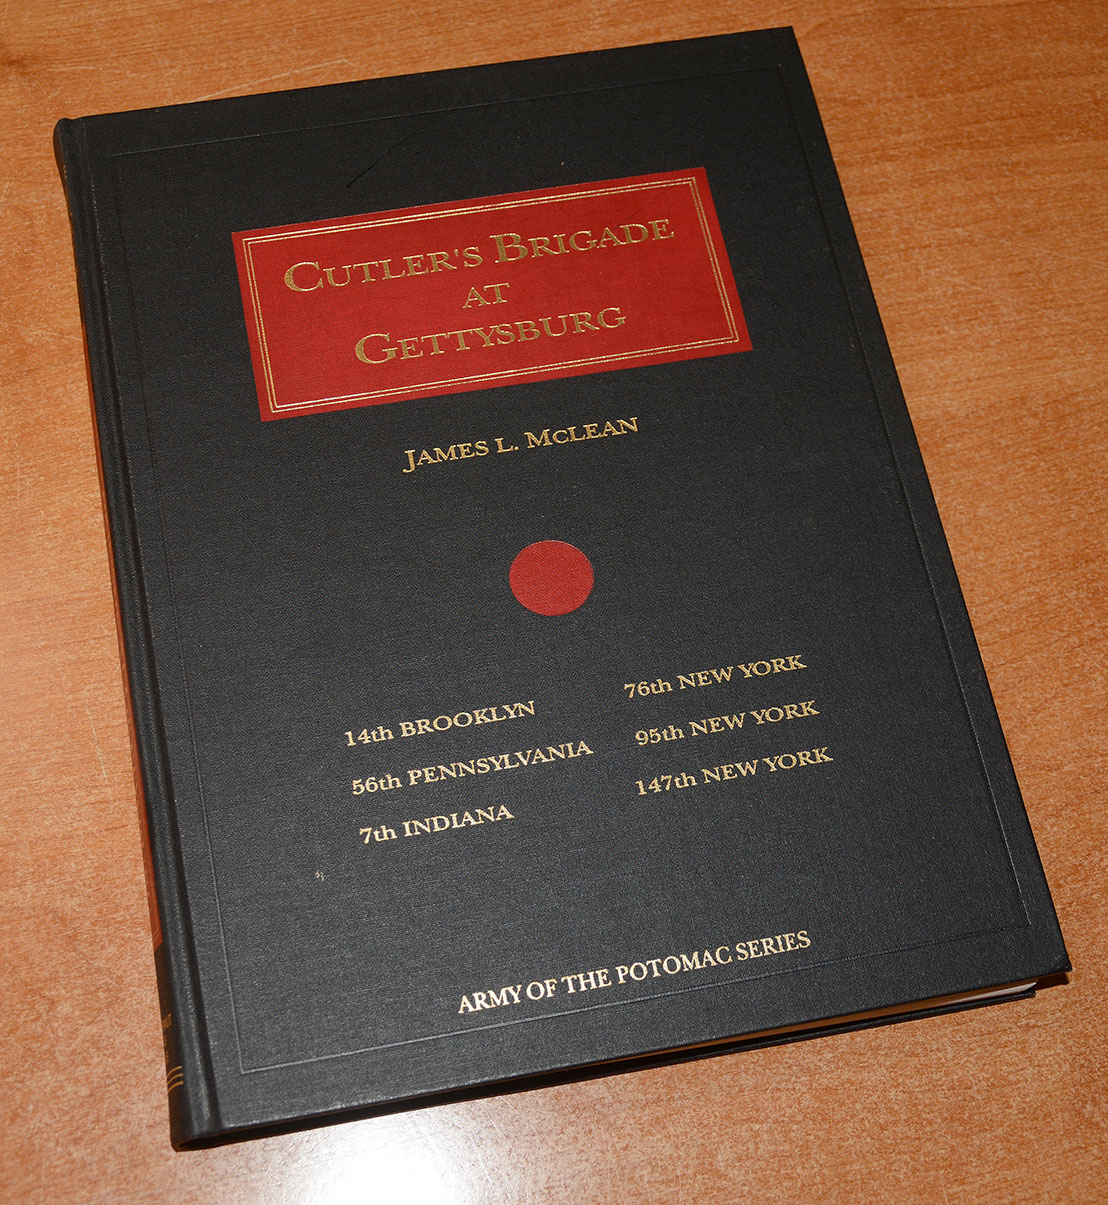 CUTLER'S BRIGADE
AT
GETTYSBURG
JAMES L. MCLEAN
14th BROOKLYN
56th PENNSYLVANIA
7th INDIANA
76th NEW YORK
95th NEW YORK
147th NEW YORK
ARMY OF THE POTOMAC SERIES